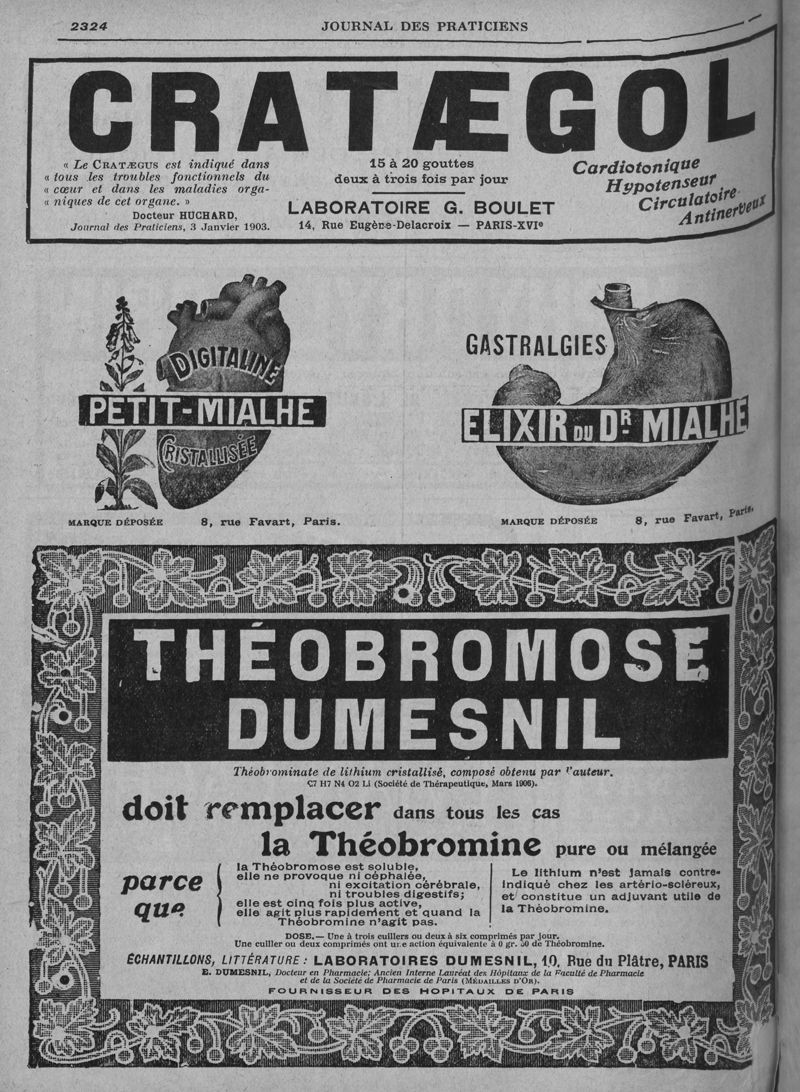 2324
JOURNAL DES PRATICIENS
CRATÆGOL
« Le CRATÆGUS est indiqué dans
« tous les troubles fonctionnels du
« cœur et dans les maladies orga-
« niques de cet organe. »
Docteur HUCHARD,
Journal des Praticiens, 3 Janvier 1903.
15 à 20 gouttes
deux à trois fois par jour
LABORATOIRE G. BOULET
14, Rue Eugène-Delacroix — PARIS-XVIe
Cardiotonique
Hypotenseur
Circulatoire
Antinerveux
DIGITALINE
PETIT-MIALHE
CRISTALLISÉE
MARQUE DÉPOSÉE 8, rue Favart, Paris.
GASTRALGIES
ELIXIR DU DR MIALHE
MARQUE DÉPOSÉE 8, rue Favart, Paris.
THÉOBROMOSE
DUMESNIL
Théobrominate de lithium cristallisé, composé obtenu par l'auteur.
C7 H7 N4 O2 Li (Société de Thérapeutique, Mars 1906).
doit remplacer dans tous les cas
la Théobromine pure ou mélangée
parce
que
la Théobromose est soluble,
elle ne provoque ni céphalée,
ni excitation cérébrale,
ni troubles digestifs;
elle est cinq fois plus active,
elle agit plus rapidement et quand la
Théobromine n'agit pas.
Le lithium n'est jamais contre-
indiqué chez les artério-scléreux,
et constitue un adjuvant utile de
la Théobromine.
DOSE. — Une à trois cuillers ou deux à six comprimés par jour.
Une cuiller ou deux comprimés ont une action équivalente à 0 gr. 50 de Théobromine.
ÉCHANTILLONS, LITTÉRATURE : LABORATOIRES DUMESNIL, 10, Rue du Plâtre, PARIS
E. DUMESNIL, Docteur en Pharmacie; Ancien Interne Lauréat des Hôpitaux de la Faculté de Pharmacie
et de la Société de Pharmacie de Paris (MÉDAILLES D'OR).
FOURNISSEUR DES HOPITAUX DE PARIS